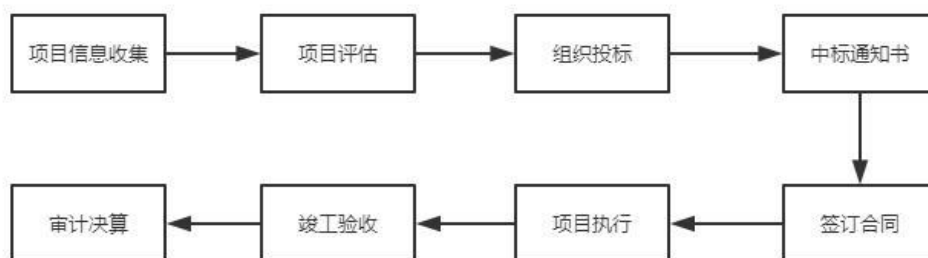 项目信息收集
项目评估
组织投标
中标通知书
签订合同
项目执行
竣工验收
审计决算